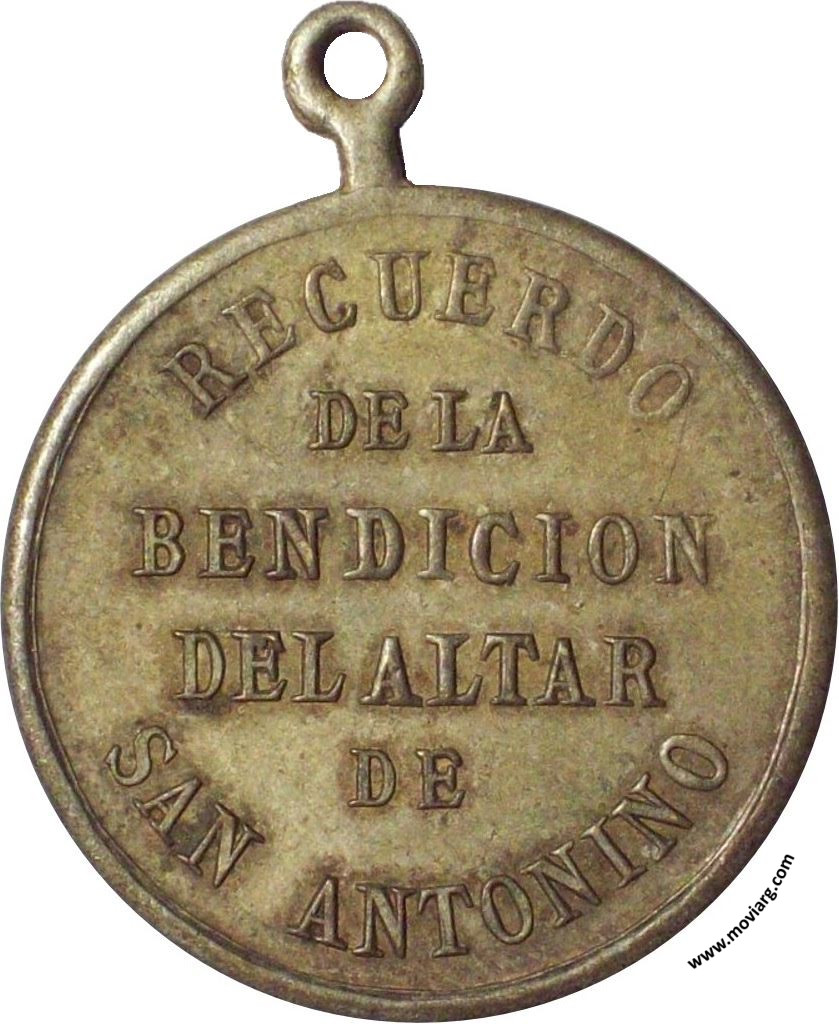 RECUERDO
DE LA
BENDICION
DEL ALTAR
DE
SAN ANTONINO
www.moviarg.com